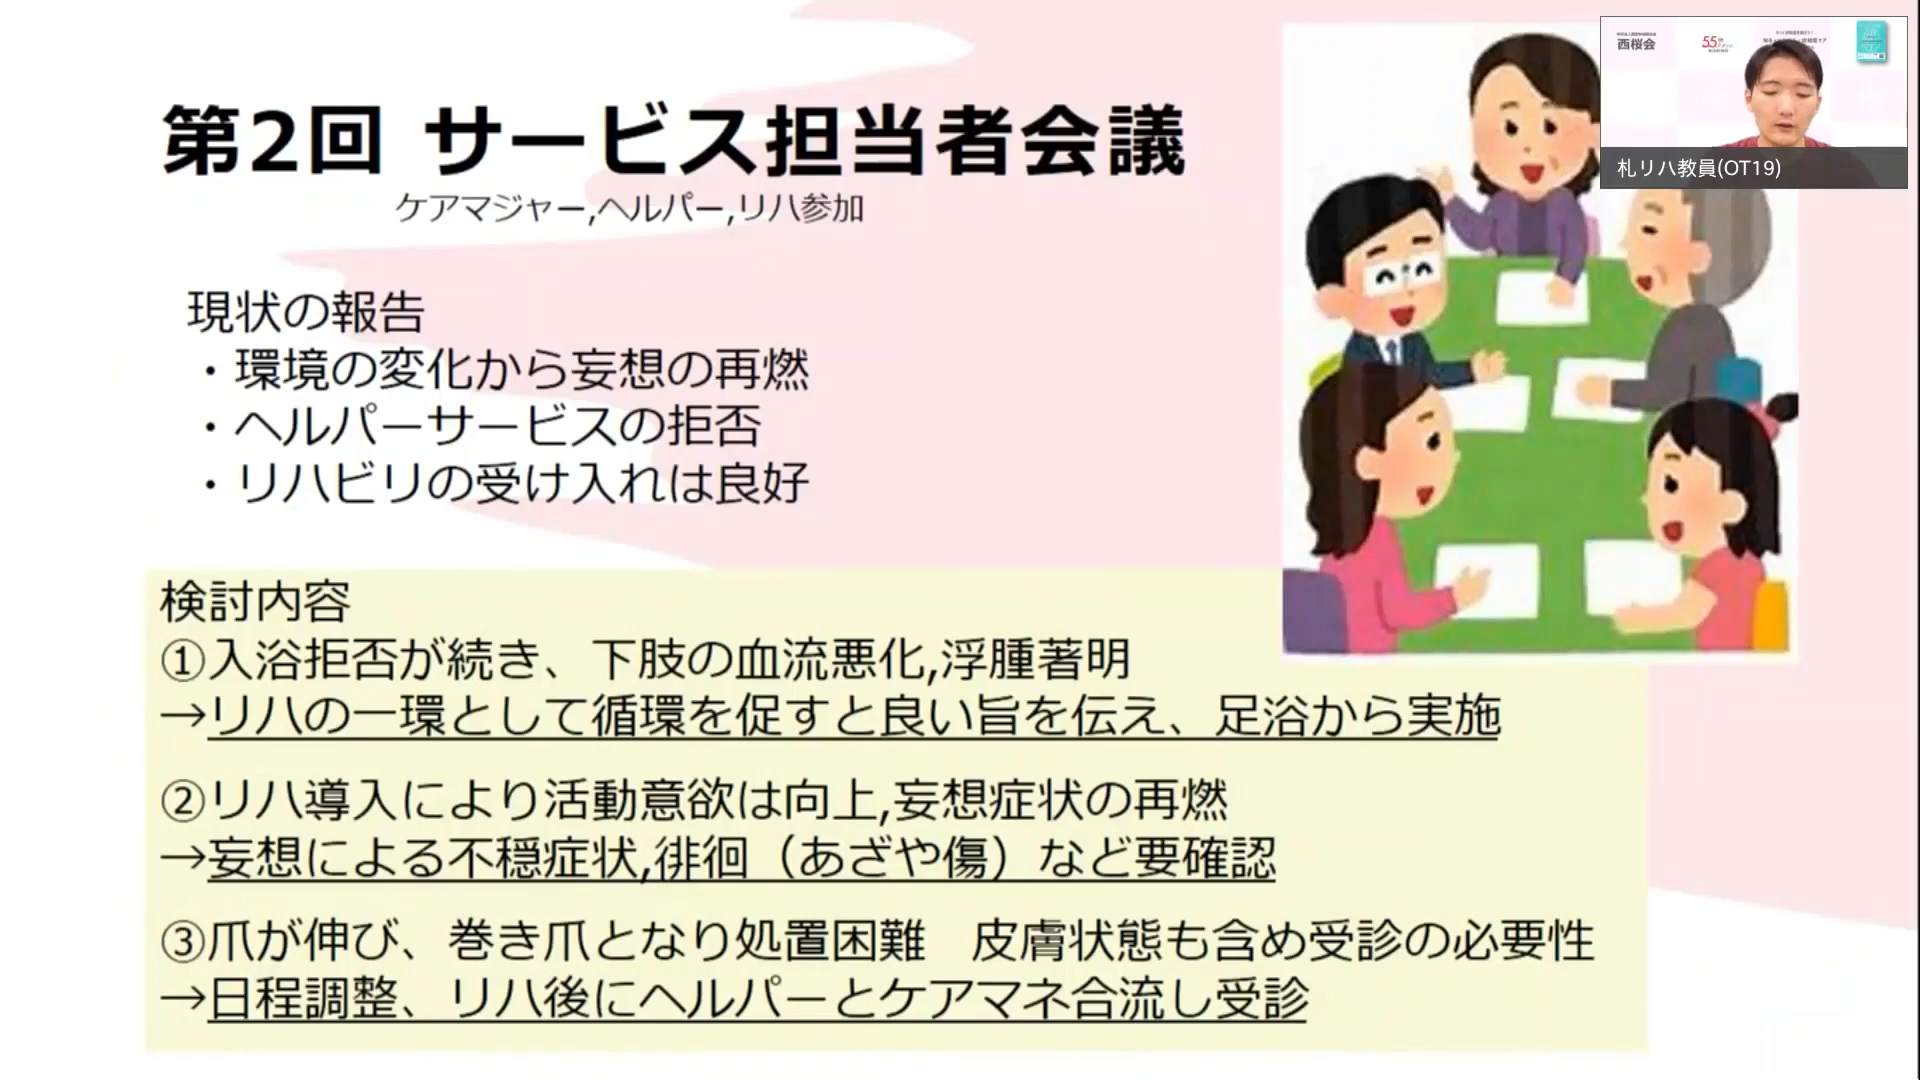 第2回 サービス担当者会議
ケアマジャー,ヘルパー,リハ参加
現状の報告
・環境の変化から妄想の再燃
・ヘルパーサービスの拒否
・リハビリの受け入れは良好
検討内容
①入浴拒否が続き、下肢の血流悪化,浮腫著明
→リハの一環として循環を促すと良い旨を伝え、足浴から実施
②リハ導入により活動意欲は向上,妄想症状の再燃
→妄想による不穏症状,徘徊（あざや傷）など要確認
③爪が伸び、巻き爪となり処置困難　皮膚状態も含め受診の必要性
→日程調整、リハ後にヘルパーとケアマネ合流し受診
西桜会
55
札リハ教員(OT19)